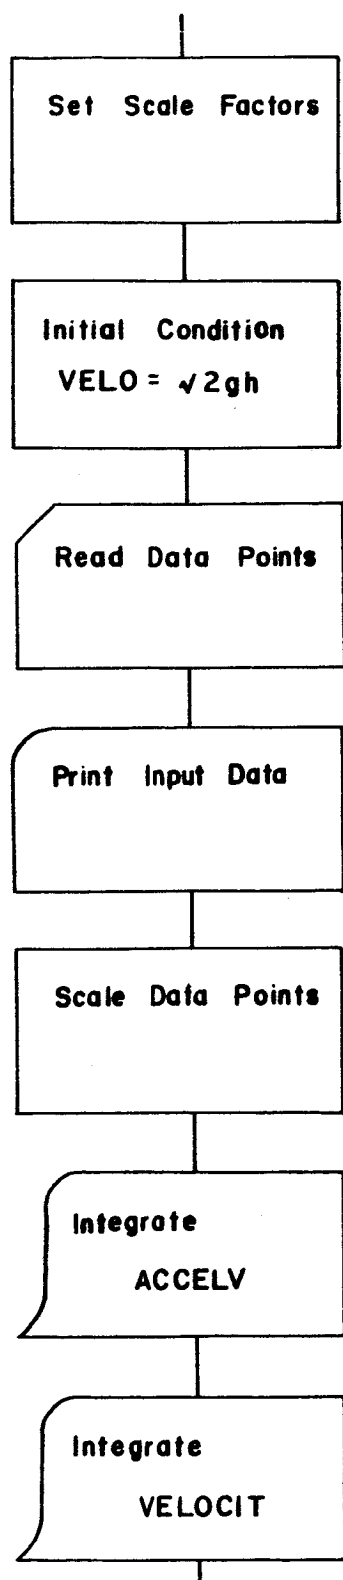 Set Scale Factors
Initial Condition
VELO = √2gh
Read Data Points
Print Input Data
Scale Data Points
Integrate
ACCELV
Integrate
VELOCIT